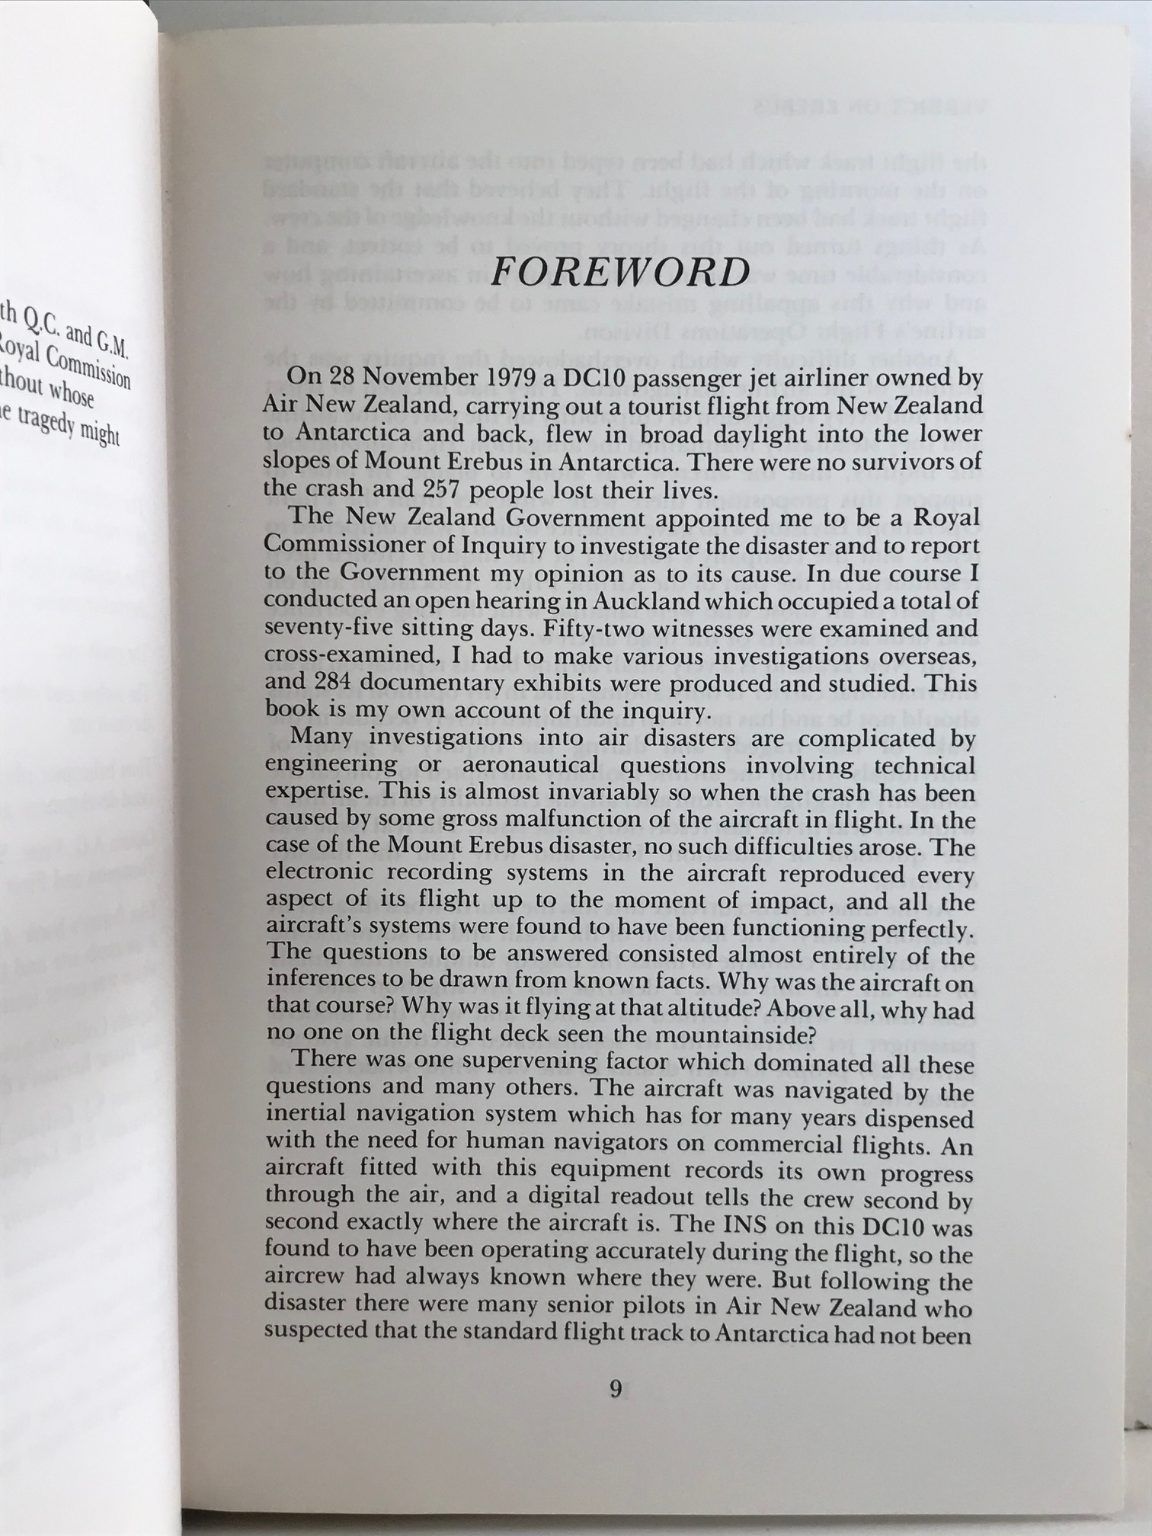 th Q.C. and G.M.
Royal Commission
thout whose
e tragedy might
VERDICT ON EREBUS
FOREWORD
On 28 November 1979 a DC10 passenger jet airliner owned by
Air New Zealand, carrying out a tourist flight from New Zealand
to Antarctica and back, flew in broad daylight into the lower
slopes of Mount Erebus in Antarctica. There were no survivors of
the crash and 257 people lost their lives.
The New Zealand Government appointed me to be a Royal
Commissioner of Inquiry to investigate the disaster and to report
to the Government my opinion as to its cause. In due course I
conducted an open hearing in Auckland which occupied a total of
seventy-five sitting days. Fifty-two witnesses were examined and
cross-examined, I had to make various investigations overseas,
and 284 documentary exhibits were produced and studied. This
book is my own account of the inquiry.
Many investigations into air disasters are complicated by
engineering or aeronautical questions involving technical
expertise. This is almost invariably so when the crash has been
caused by some gross malfunction of the aircraft in flight. In the
case of the Mount Erebus disaster, no such difficulties arose. The
electronic recording systems in the aircraft reproduced every
aspect of its flight up to the moment of impact, and all the
aircraft's systems were found to have been functioning perfectly.
The questions to be answered consisted almost entirely of the
inferences to be drawn from known facts. Why was the aircraft on
that course? Why was it flying at that altitude? Above all, why had
no one on the flight deck seen the mountainside?
There was one supervening factor which dominated all these
questions and many others. The aircraft was navigated by the
inertial navigation system which has for many years dispensed
with the need for human navigators on commercial flights. An
aircraft fitted with this equipment records its own progress
through the air, and a digital readout tells the crew second by
second exactly where the aircraft is. The INS on this DC10 was
found to have been operating accurately during the flight, so the
aircrew had always known where they were. But following the
disaster there were many senior pilots in Air New Zealand who
suspected that the standard flight track to Antarctica had not been
9